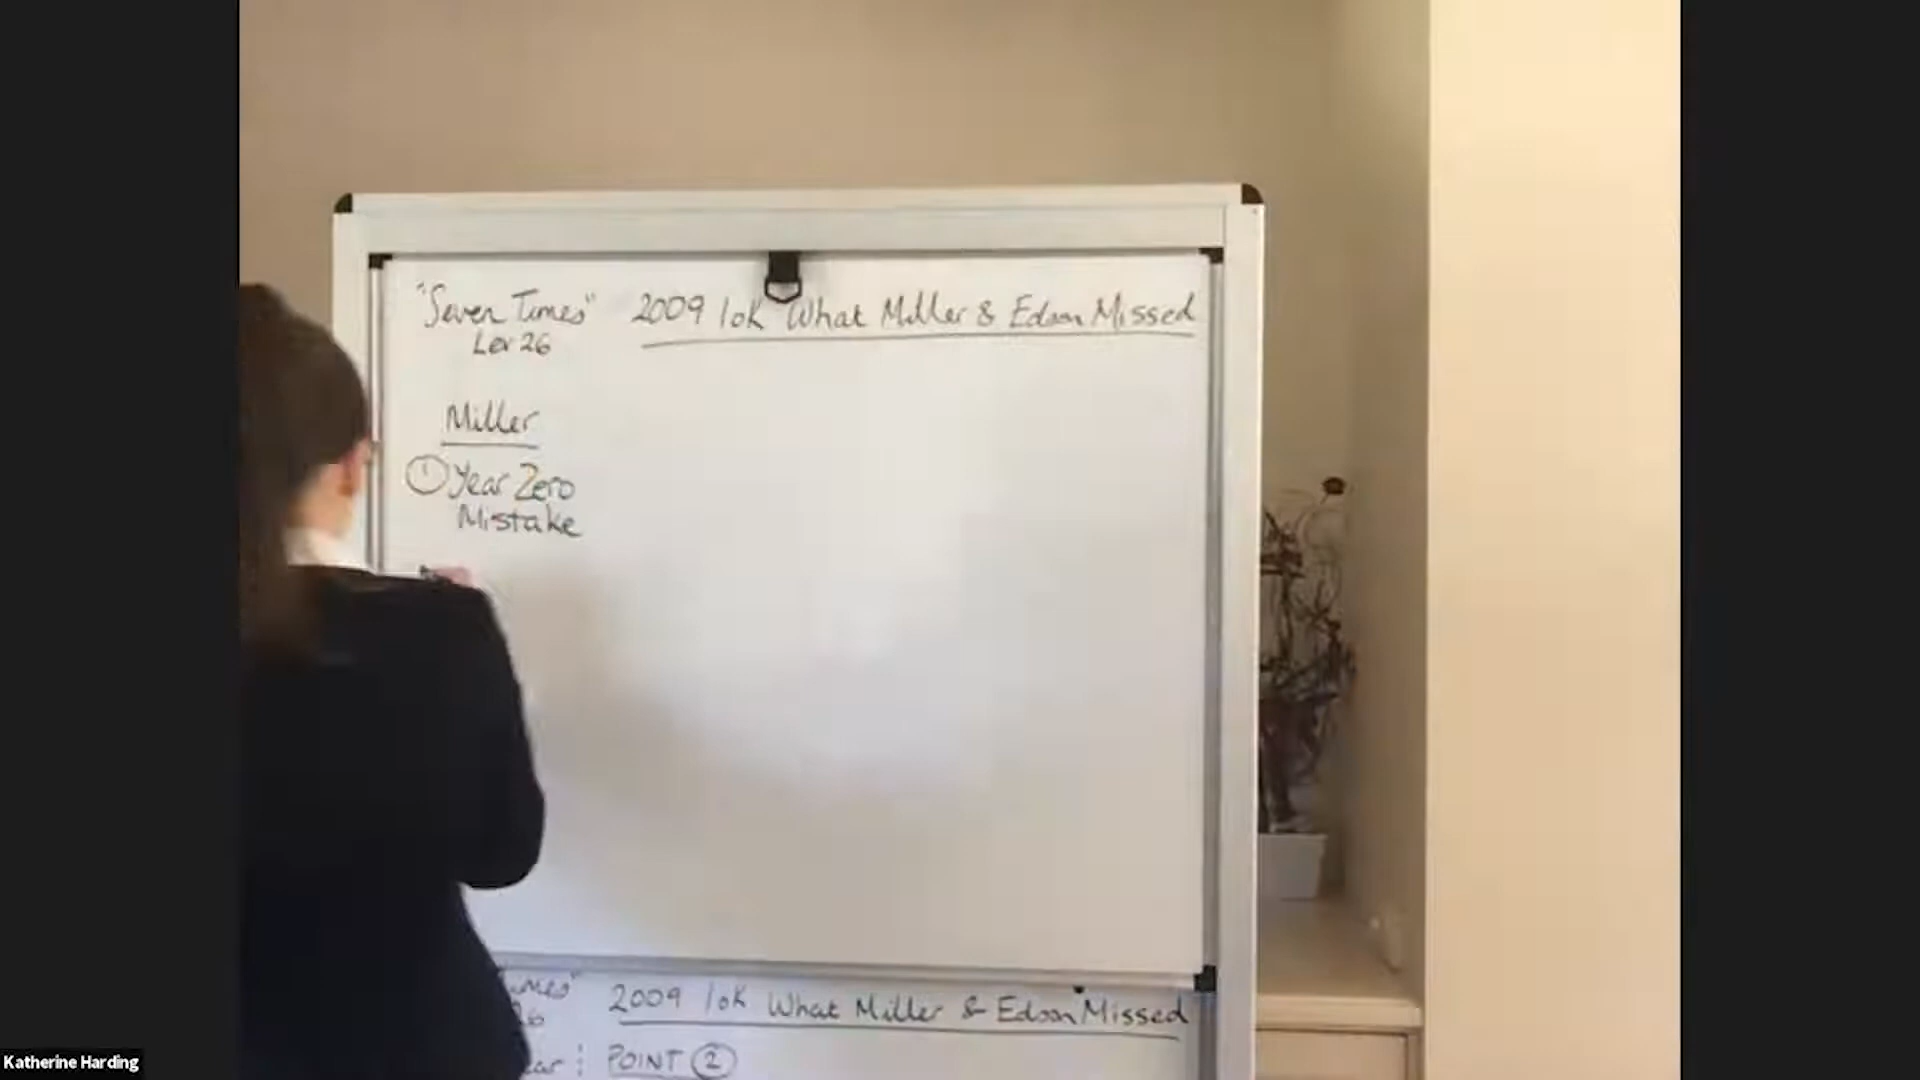 "Seven Times" 2009 10K What Miller & Edson Missed
Lev 26
Miller
① Year Zero
Mistake
2009 10K What Miller & Edson Missed
POINT ②
Katherine Harding